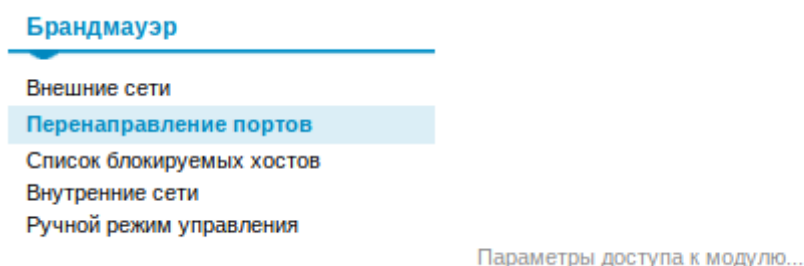 Брандмауэр
Внешние сети
Перенаправление портов
Список блокируемых хостов
Внутренние сети
Ручной режим управления
Параметры доступа к модулю...